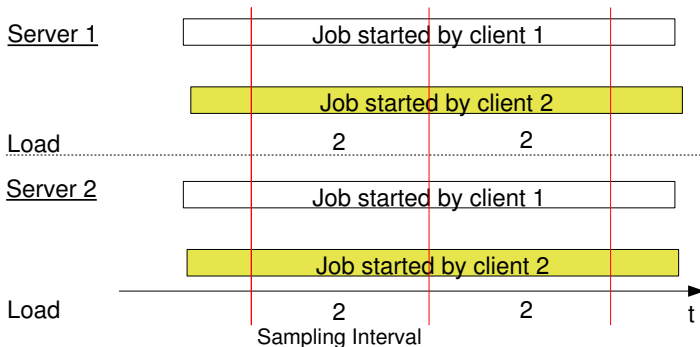 Server 1
Job started by client 1
Job started by client 2
Load 2 2
Server 2
Job started by client 1
Job started by client 2
Load 2 2 t
Sampling Interval